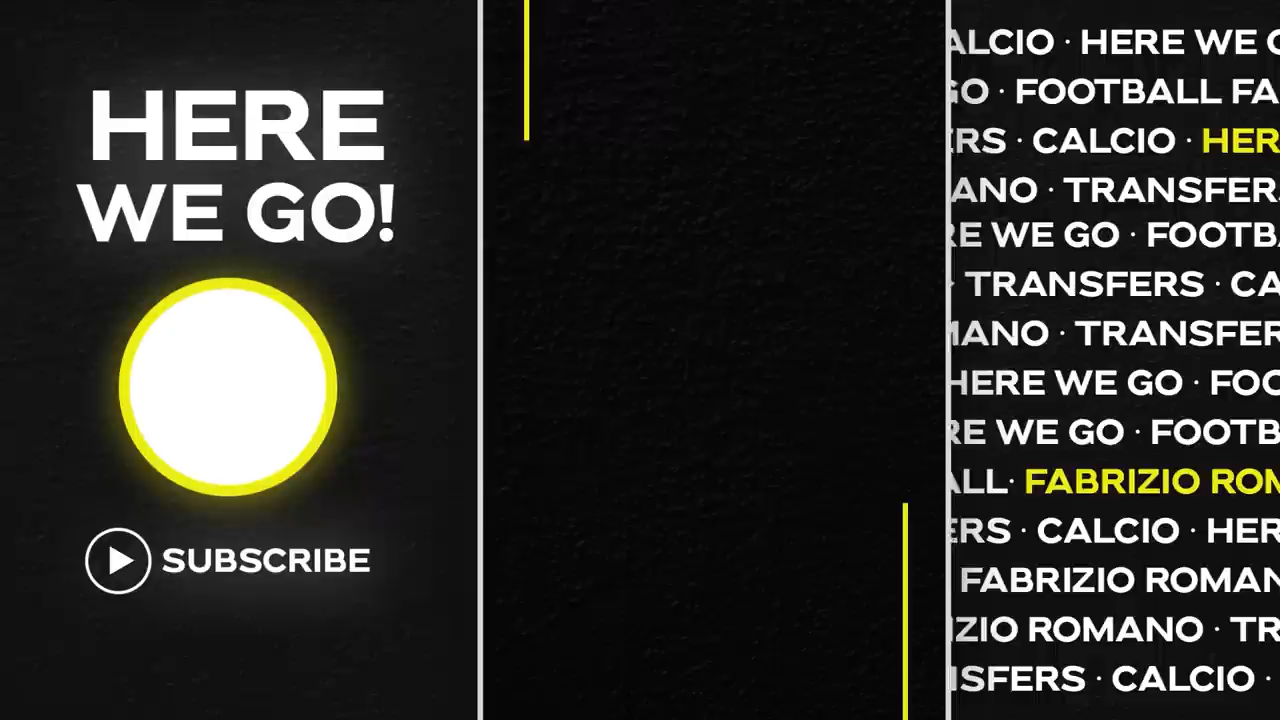 HERE
WE GO!
SUBSCRIBE
ALCIO · HERE WE
GO · FOOTBALL FA
ERS · CALCIO · HER
ANO · TRANSFERS
RE WE GO · FOOTBA
· TRANSFERS · CA
MANO · TRANSFER
HERE WE GO · FOO
RE WE GO · FOOTB
ALL· FABRIZIO ROM
ERS · CALCIO · HER
FABRIZIO ROMAN
IZIO ROMANO · TR
NSFERS · CALCIO ·